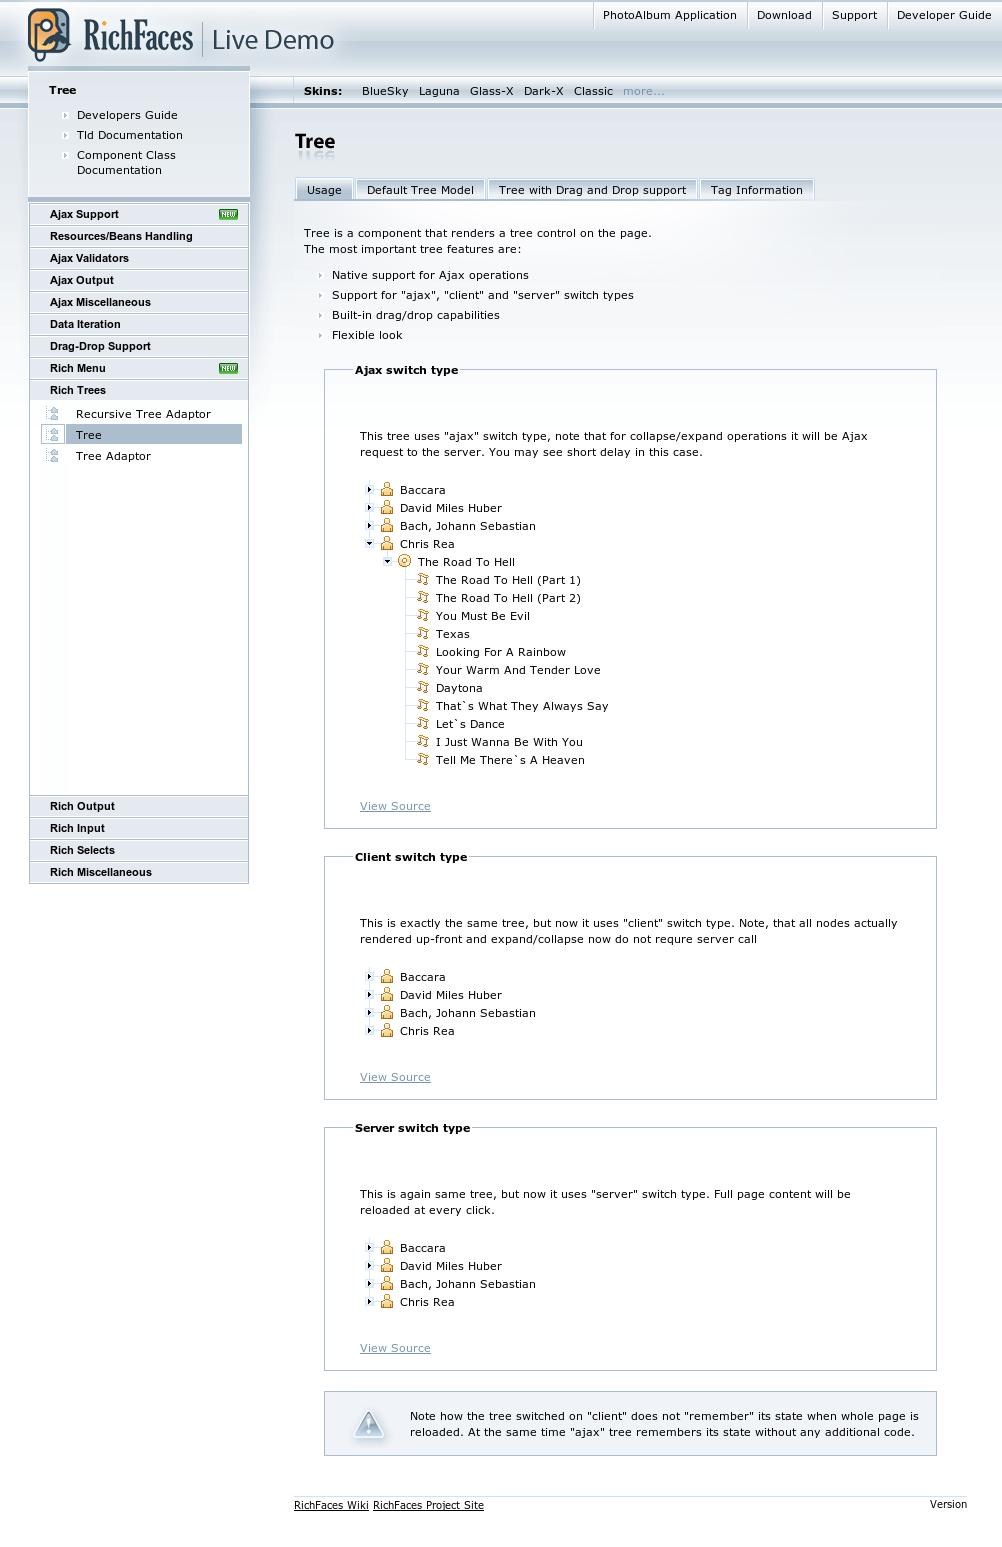 RichFaces Live Demo
PhotoAlbum Application Download Support Developer Guide
Skins: BlueSky Laguna Glass-X Dark-X Classic more...
Tree
Developers Guide
Tld Documentation
Component Class
Documentation
Ajax Support NEW
Resources/Beans Handling
Ajax Validators
Ajax Output
Ajax Miscellaneous
Data Iteration
Drag-Drop Support
Rich Menu NEW
Rich Trees
Recursive Tree Adaptor
Tree
Tree Adaptor
Rich Output
Rich Input
Rich Selects
Rich Miscellaneous
Tree
Usage Default Tree Model Tree with Drag and Drop support Tag Information
Tree is a component that renders a tree control on the page.
The most important tree features are:
Native support for Ajax operations
Support for "ajax", "client" and "server" switch types
Built-in drag/drop capabilities
Flexible look
Ajax switch type
This tree uses "ajax" switch type, note that for collapse/expand operations it will be Ajax
request to the server. You may see short delay in this case.
Baccara
David Miles Huber
Bach, Johann Sebastian
Chris Rea
The Road To Hell
The Road To Hell (Part 1)
The Road To Hell (Part 2)
You Must Be Evil
Texas
Looking For A Rainbow
Your Warm And Tender Love
Daytona
That`s What They Always Say
Let`s Dance
I Just Wanna Be With You
Tell Me There`s A Heaven
View Source
Client switch type
This is exactly the same tree, but now it uses "client" switch type. Note, that all nodes actually
rendered up-front and expand/collapse now do not requre server call
Baccara
David Miles Huber
Bach, Johann Sebastian
Chris Rea
View Source
Server switch type
This is again same tree, but now it uses "server" switch type. Full page content will be
reloaded at every click.
Baccara
David Miles Huber
Bach, Johann Sebastian
Chris Rea
View Source
Note how the tree switched on "client" does not "remember" its state when whole page is
reloaded. At the same time "ajax" tree remembers its state without any additional code.
RichFaces Wiki RichFaces Project Site Version